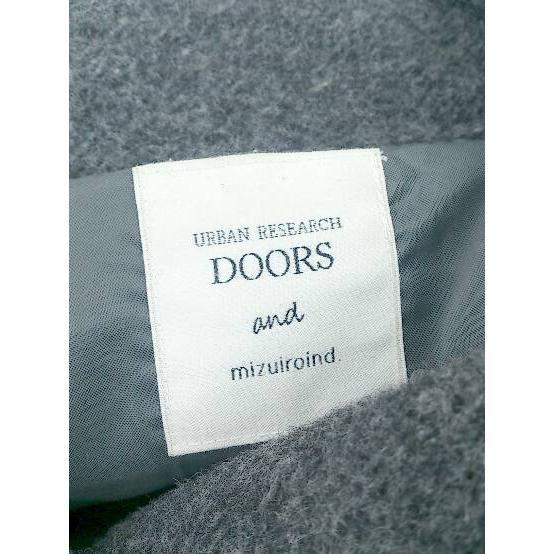 URBAN RESEARCH
DOORS
and
mizuiroind.